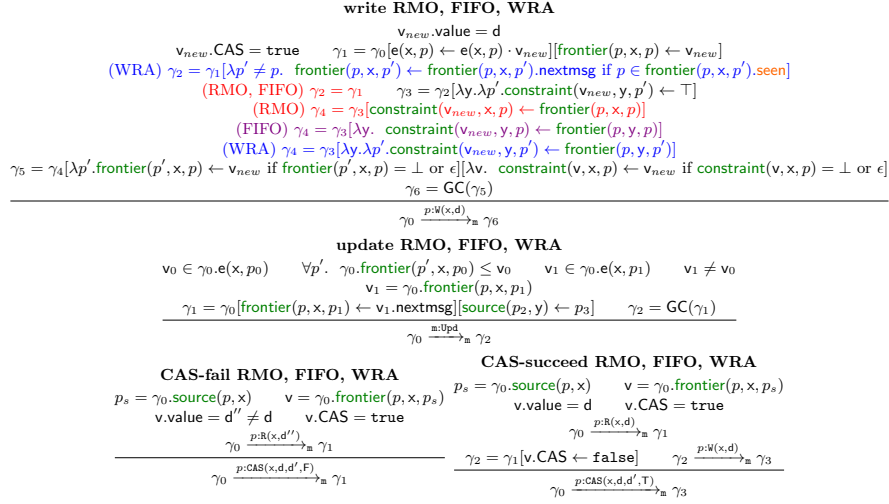 write RMO, FIFO, WRA
v_new.value = d
v_new.CAS = true γ₁ = γ₀[e(x, p) ← e(x, p) · v_new][frontier(p, x, p) ← v_new]
(WRA) γ₂ = γ₁[λp′ ≠ p. frontier(p, x, p′) ← frontier(p, x, p′).nextmsg if p ∈ frontier(p, x, p′).seen]
(RMO, FIFO) γ₂ = γ₁ γ₃ = γ₂[λy.λp′.constraint(v_new, y, p′) ← ⊤]
(RMO) γ₄ = γ₃[constraint(v_new, x, p) ← frontier(p, x, p)]
(FIFO) γ₄ = γ₃[λy. constraint(v_new, y, p) ← frontier(p, y, p)]
(WRA) γ₄ = γ₃[λy.λp′.constraint(v_new, y, p′) ← frontier(p, y, p′)]
γ₅ = γ₄[λp′.frontier(p′, x, p) ← v_new if frontier(p′, x, p) = ⊥ or ϵ][λv. constraint(v, x, p) ← v_new if constraint(v, x, p) = ⊥ or ϵ]
γ₆ = GC(γ₅)
γ₀ —p:W(x,d)→ₘ γ₆
update RMO, FIFO, WRA
v₀ ∈ γ₀.e(x, p₀) ∀p′. γ₀.frontier(p′, x, p₀) ≤ v₀ v₁ ∈ γ₀.e(x, p₁) v₁ ≠ v₀
v₁ = γ₀.frontier(p, x, p₁)
γ₁ = γ₀[frontier(p, x, p₁) ← v₁.nextmsg][source(p₂, y) ← p₃] γ₂ = GC(γ₁)
γ₀ —m:Upd→ₘ γ₂
CAS-fail RMO, FIFO, WRA
pₛ = γ₀.source(p, x) v = γ₀.frontier(p, x, pₛ)
v.value = d″ ≠ d v.CAS = true
γ₀ —p:R(x,d″)→ₘ γ₁
γ₀ —p:CAS(x,d,d′,F)→ₘ γ₁
CAS-succeed RMO, FIFO, WRA
pₛ = γ₀.source(p, x) v = γ₀.frontier(p, x, pₛ)
v.value = d v.CAS = true
γ₀ —p:R(x,d)→ₘ γ₁
γ₂ = γ₁[v.CAS ← false] γ₂ —p:W(x,d)→ₘ γ₃
γ₀ —p:CAS(x,d,d′,T)→ₘ γ₃